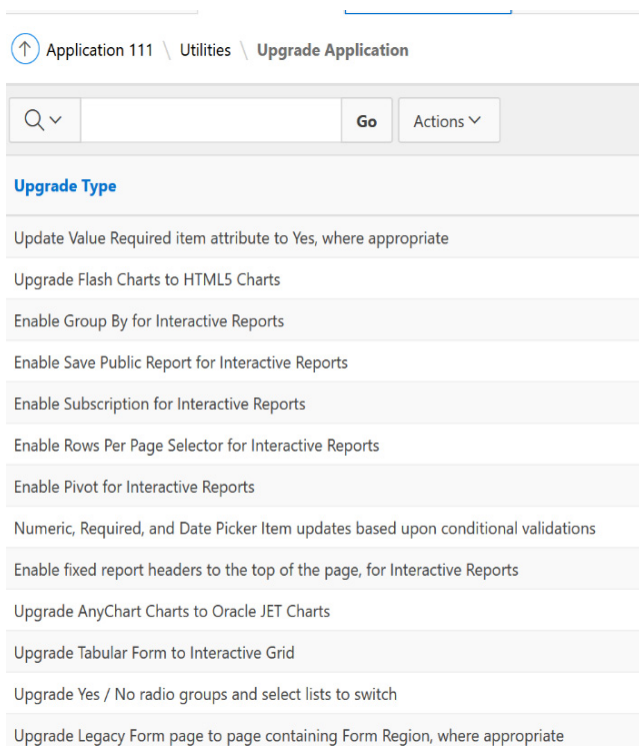 Application 111 \ Utilities \ Upgrade Application
Go Actions
Upgrade Type
Update Value Required item attribute to Yes, where appropriate
Upgrade Flash Charts to HTML5 Charts
Enable Group By for Interactive Reports
Enable Save Public Report for Interactive Reports
Enable Subscription for Interactive Reports
Enable Rows Per Page Selector for Interactive Reports
Enable Pivot for Interactive Reports
Numeric, Required, and Date Picker Item updates based upon conditional validations
Enable fixed report headers to the top of the page, for Interactive Reports
Upgrade AnyChart Charts to Oracle JET Charts
Upgrade Tabular Form to Interactive Grid
Upgrade Yes / No radio groups and select lists to switch
Upgrade Legacy Form page to page containing Form Region, where appropriate